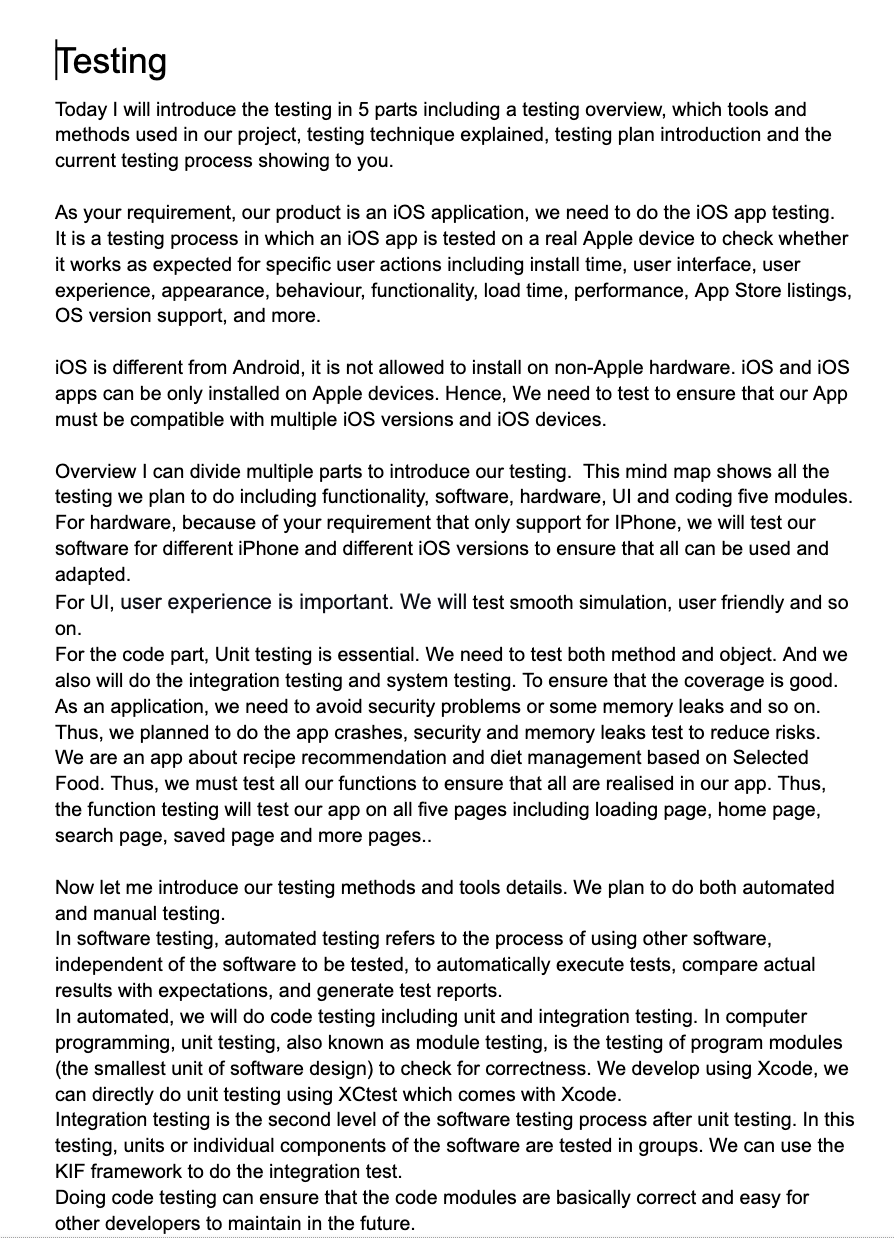 Testing
Today I will introduce the testing in 5 parts including a testing overview, which tools and
methods used in our project, testing technique explained, testing plan introduction and the
current testing process showing to you.
As your requirement, our product is an iOS application, we need to do the iOS app testing.
It is a testing process in which an iOS app is tested on a real Apple device to check whether
it works as expected for specific user actions including install time, user interface, user
experience, appearance, behaviour, functionality, load time, performance, App Store listings,
OS version support, and more.
iOS is different from Android, it is not allowed to install on non-Apple hardware. iOS and iOS
apps can be only installed on Apple devices. Hence, We need to test to ensure that our App
must be compatible with multiple iOS versions and iOS devices.
Overview I can divide multiple parts to introduce our testing.  This mind map shows all the
testing we plan to do including functionality, software, hardware, UI and coding five modules.
For hardware, because of your requirement that only support for IPhone, we will test our
software for different iPhone and different iOS versions to ensure that all can be used and
adapted.
For UI, user experience is important. We will test smooth simulation, user friendly and so
on.
For the code part, Unit testing is essential. We need to test both method and object. And we
also will do the integration testing and system testing. To ensure that the coverage is good.
As an application, we need to avoid security problems or some memory leaks and so on.
Thus, we planned to do the app crashes, security and memory leaks test to reduce risks.
We are an app about recipe recommendation and diet management based on Selected
Food. Thus, we must test all our functions to ensure that all are realised in our app. Thus,
the function testing will test our app on all five pages including loading page, home page,
search page, saved page and more pages..
Now let me introduce our testing methods and tools details. We plan to do both automated
and manual testing.
In software testing, automated testing refers to the process of using other software,
independent of the software to be tested, to automatically execute tests, compare actual
results with expectations, and generate test reports.
In automated, we will do code testing including unit and integration testing. In computer
programming, unit testing, also known as module testing, is the testing of program modules
(the smallest unit of software design) to check for correctness. We develop using Xcode, we
can directly do unit testing using XCtest which comes with Xcode.
Integration testing is the second level of the software testing process after unit testing. In this
testing, units or individual components of the software are tested in groups. We can use the
KIF framework to do the integration test.
Doing code testing can ensure that the code modules are basically correct and easy for
other developers to maintain in the future.